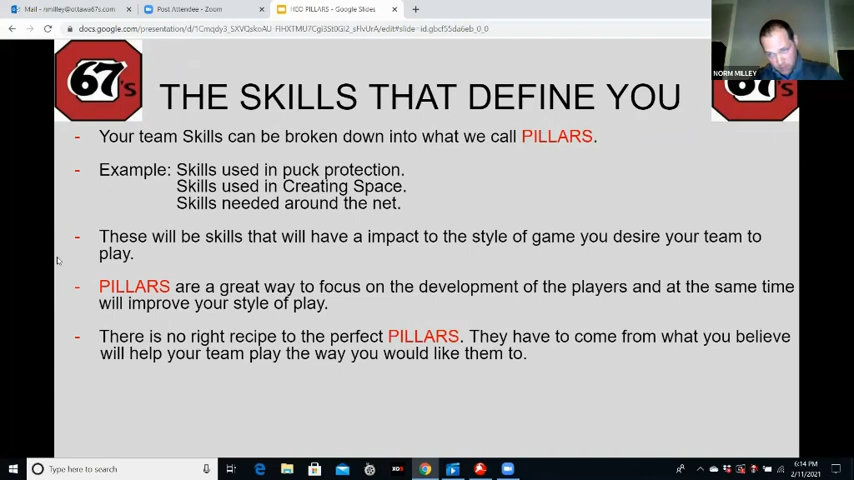 Mail - nmilley@ottawa67s.com
Post Attendee - Zoom
HEO PILLARS - Google Slides
NORM MILLEY
67's
THE SKILLS THAT DEFINE YOU
- Your team Skills can be broken down into what we call PILLARS.
- Example: Skills used in puck protection.
Skills used in Creating Space.
Skills needed around the net.
- These will be skills that will have a impact to the style of game you desire your team to
play.
- PILLARS are a great way to focus on the development of the players and at the same time
will improve your style of play.
- There is no right recipe to the perfect PILLARS. They have to come from what you believe
will help your team play the way you would like them to.
Type here to search
6:14 PM
2/11/2021